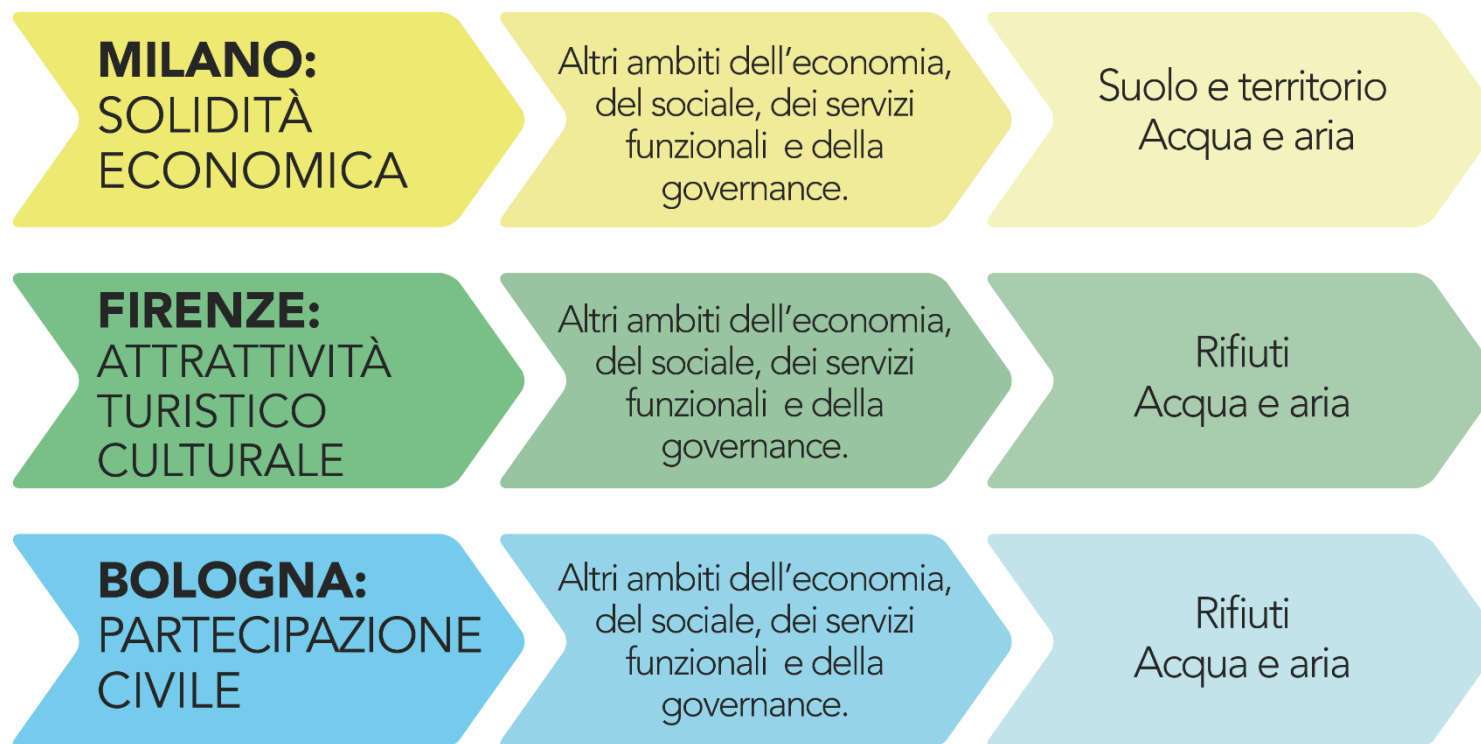 MILANO:
SOLIDITÀ
ECONOMICA
Altri ambiti dell’economia,
del sociale, dei servizi
funzionali e della
governance.
Suolo e territorio
Acqua e aria
FIRENZE:
ATTRATTIVITÀ
TURISTICO
CULTURALE
Altri ambiti dell’economia,
del sociale, dei servizi
funzionali e della
governance.
Rifiuti
Acqua e aria
BOLOGNA:
PARTECIPAZIONE
CIVILE
Altri ambiti dell’economia,
del sociale, dei servizi
funzionali e della
governance.
Rifiuti
Acqua e aria